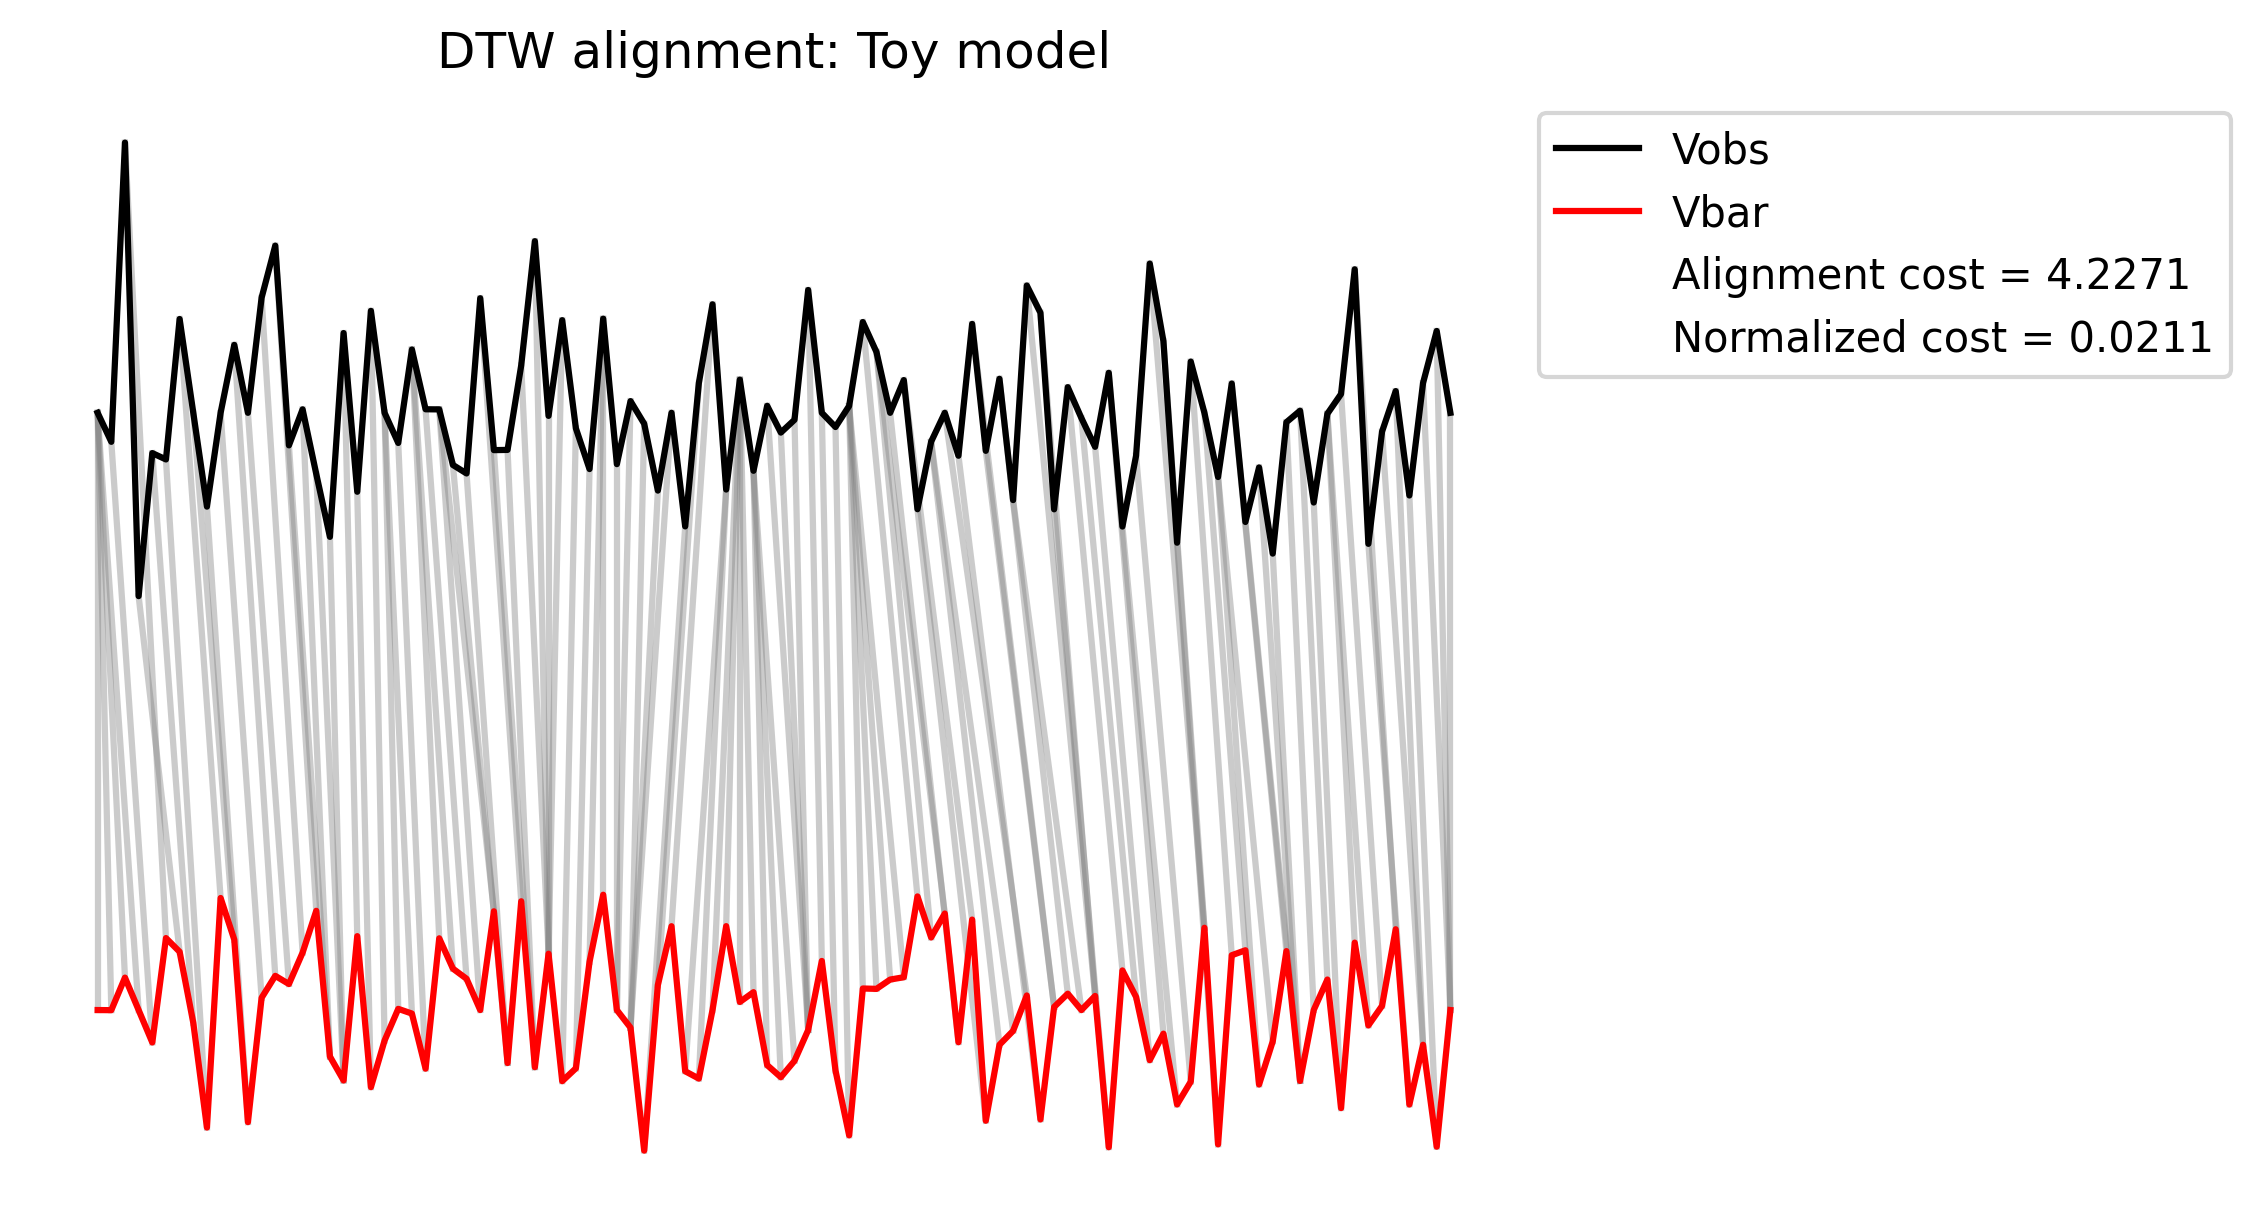 DTW alignment: Toy model
Vobs
Vbar
Alignment cost = 4.2271
Normalized cost = 0.0211